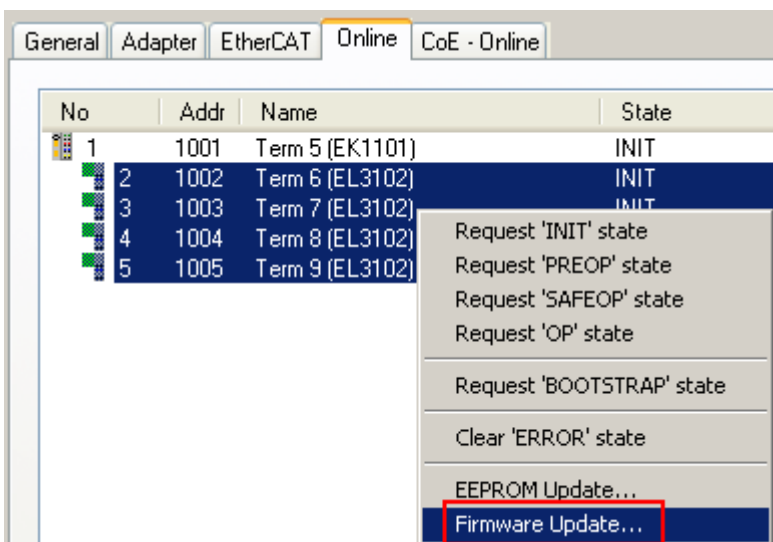 General Adapter EtherCAT Online CoE - Online
No Addr Name State
1 1001 Term 5 (EK1101) INIT
2 1002 Term 6 (EL3102) INIT
3 1003 Term 7 (EL3102) INIT
4 1004 Term 8 (EL3102)
5 1005 Term 9 (EL3102)
Request 'INIT' state
Request 'PREOP' state
Request 'SAFEOP' state
Request 'OP' state
Request 'BOOTSTRAP' state
Clear 'ERROR' state
EEPROM Update...
Firmware Update...